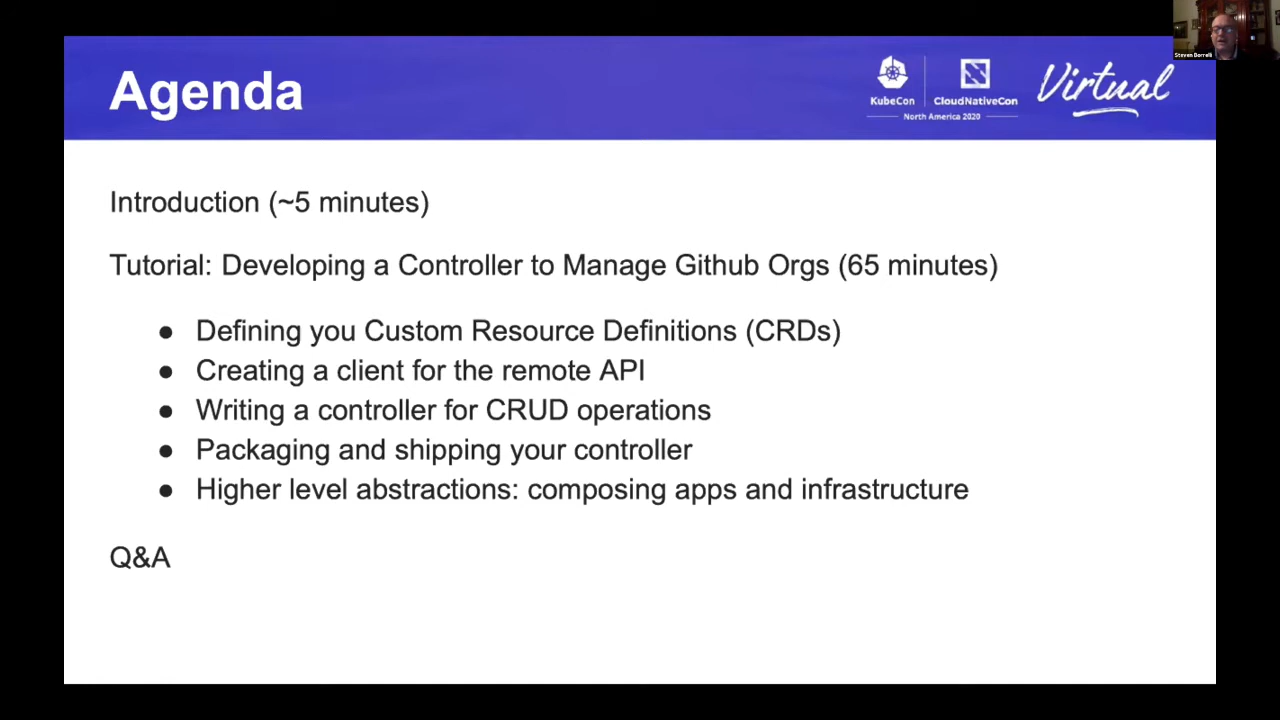 Agenda
KubeCon
CloudNativeCon
North America 2020
Virtual
Steven Borrelli
Introduction (~5 minutes)
Tutorial: Developing a Controller to Manage Github Orgs (65 minutes)
● Defining you Custom Resource Definitions (CRDs)
● Creating a client for the remote API
● Writing a controller for CRUD operations
● Packaging and shipping your controller
● Higher level abstractions: composing apps and infrastructure
Q&A